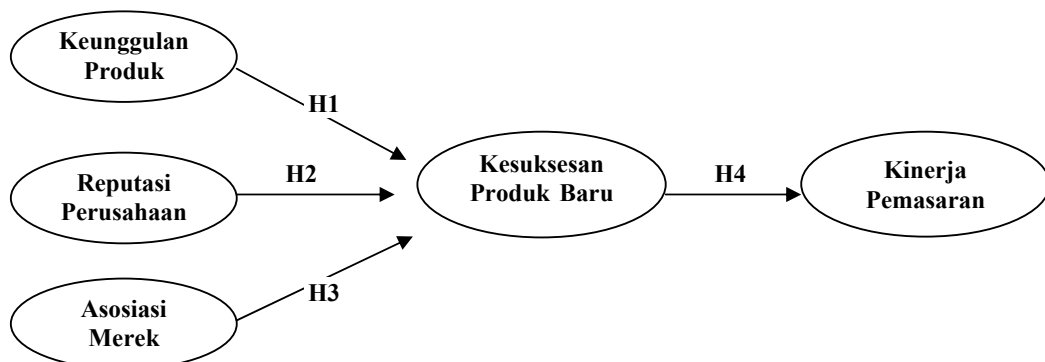 Keunggulan
Produk
H1
Reputasi
Perusahaan
H2
Kesuksesan
Produk Baru
H4
Kinerja
Pemasaran
H3
Asosiasi
Merek